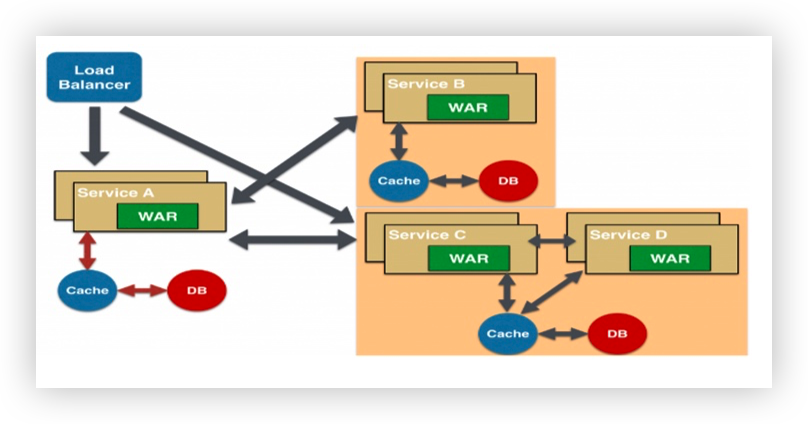 Load
Balancer
Service A
WAR
Cache
DB
Service B
WAR
Cache
DB
Service C
WAR
Service D
WAR
Cache
DB